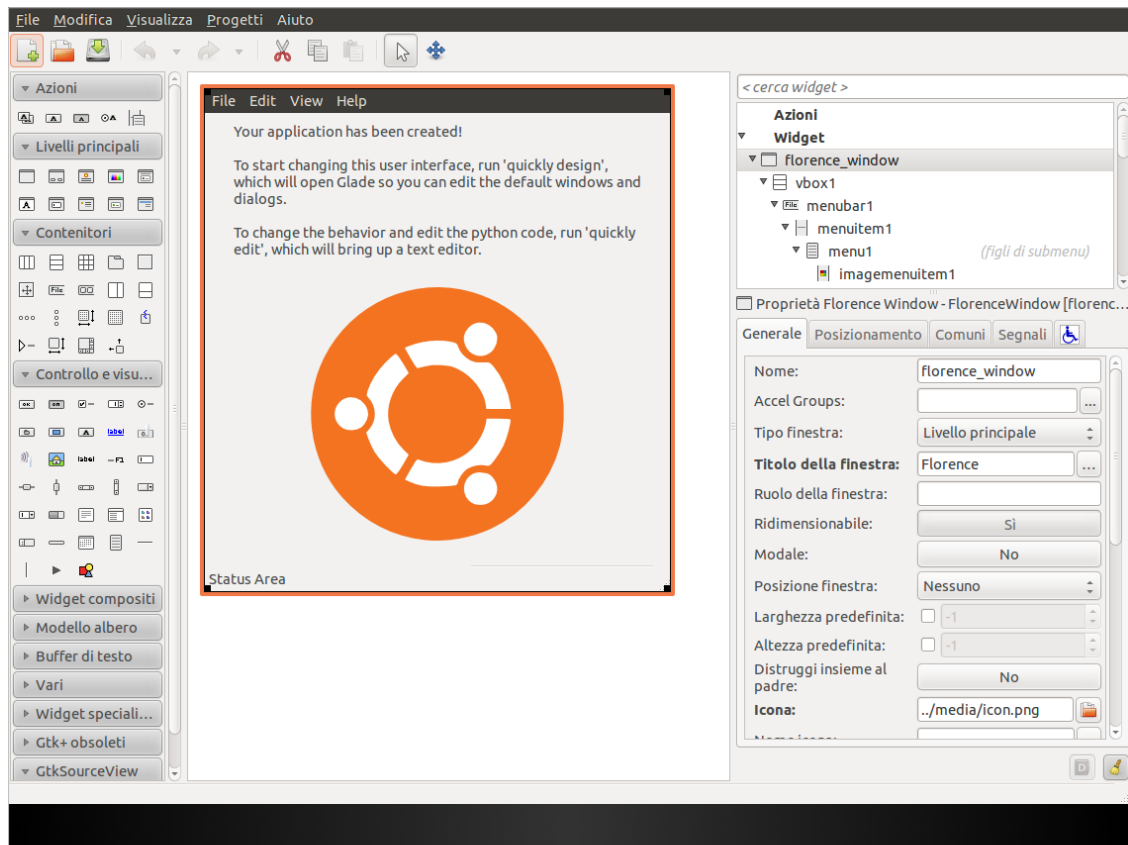 File Modifica Visualizza Progetti Aiuto
Azioni
Livelli principali
Contenitori
File
Controllo e visu...
label
label
Widget compositi
Modello albero
Buffer di testo
Vari
Widget speciali...
Gtk+ obsoleti
GtkSourceView
File Edit View Help
Your application has been created!
To start changing this user interface, run 'quickly design',
which will open Glade so you can edit the default windows and
dialogs.
To change the behavior and edit the python code, run 'quickly
edit', which will bring up a text editor.
Status Area
< cerca widget >
Azioni
Widget
florence_window
vbox1
File menubar1
menuitem1
menu1 (figli di submenu)
imagemenuitem1
Proprietà Florence Window - FlorenceWindow [florenc...
Generale Posizionamento Comuni Segnali
Nome: florence_window
Accel Groups: ...
Tipo finestra: Livello principale
Titolo della finestra: Florence ...
Ruolo della finestra:
Ridimensionabile: Sì
Modale: No
Posizione finestra: Nessuno
Larghezza predefinita: -1
Altezza predefinita: -1
Distruggi insieme al
padre: No
Icona: ../media/icon.png
D